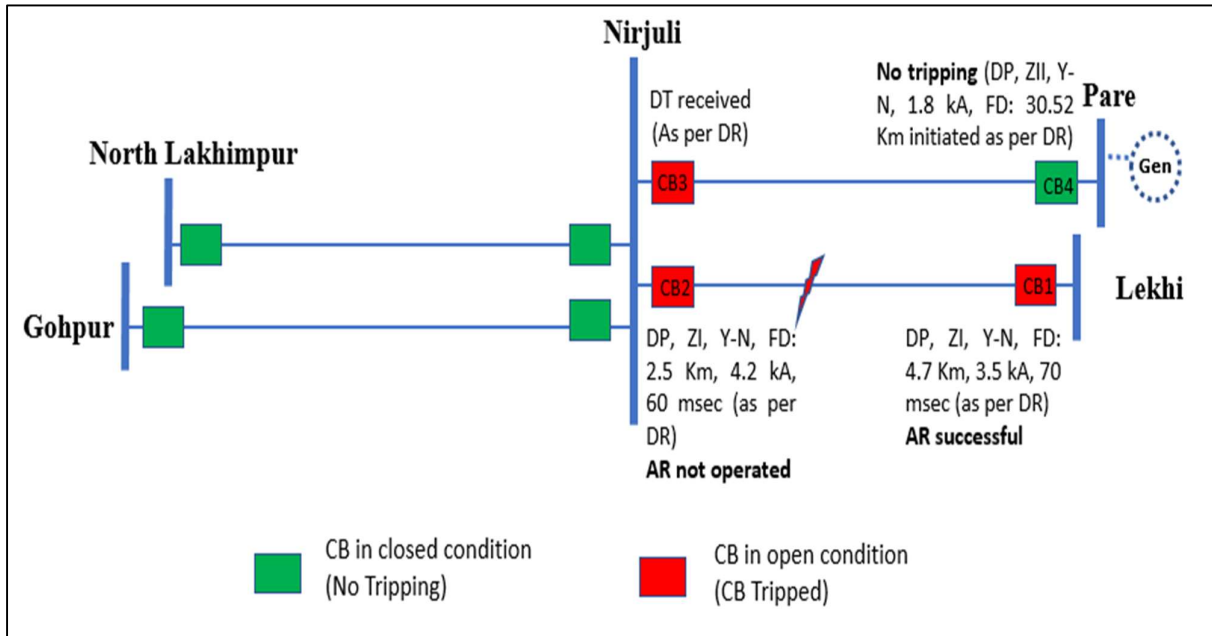 Nirjuli
No tripping (DP, ZII, Y-
N, 1.8 kA, FD: 30.52
Km initiated as per DR)
Pare
DT received
(As per DR)
North Lakhimpur
Gen
CB3
CB4
CB2
CB1
Lekhi
Gohpur
DP, ZI, Y-N, FD:
2.5 Km, 4.2 kA,
60 msec (as per
DR)
AR not operated
DP, ZI, Y-N, FD:
4.7 Km, 3.5 kA, 70
msec (as per DR)
AR successful
CB in closed condition
(No Tripping)
CB in open condition
(CB Tripped)